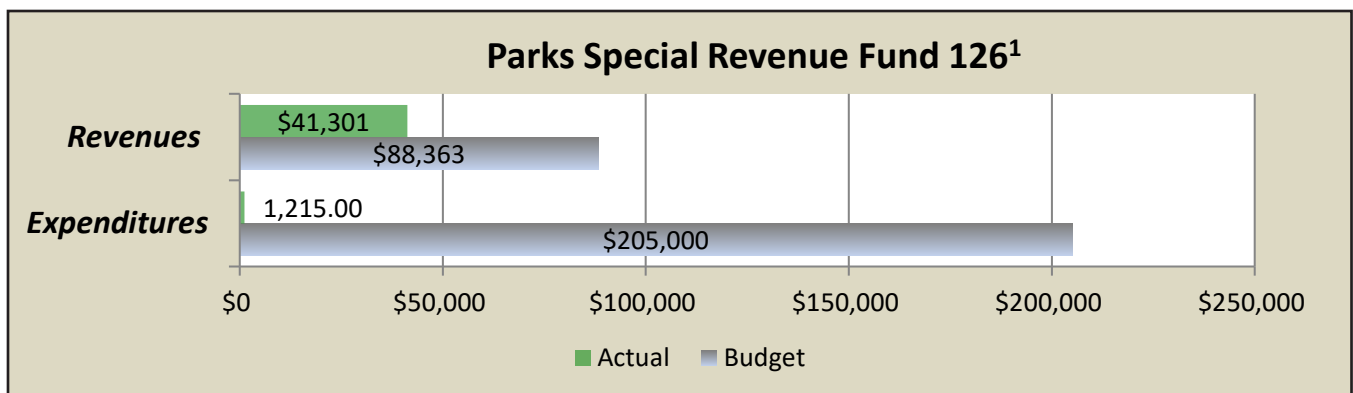 Parks Special Revenue Fund 126¹
Revenues
$41,301
$88,363
Expenditures
1,215.00
$205,000
$0 $50,000 $100,000 $150,000 $200,000 $250,000
Actual Budget